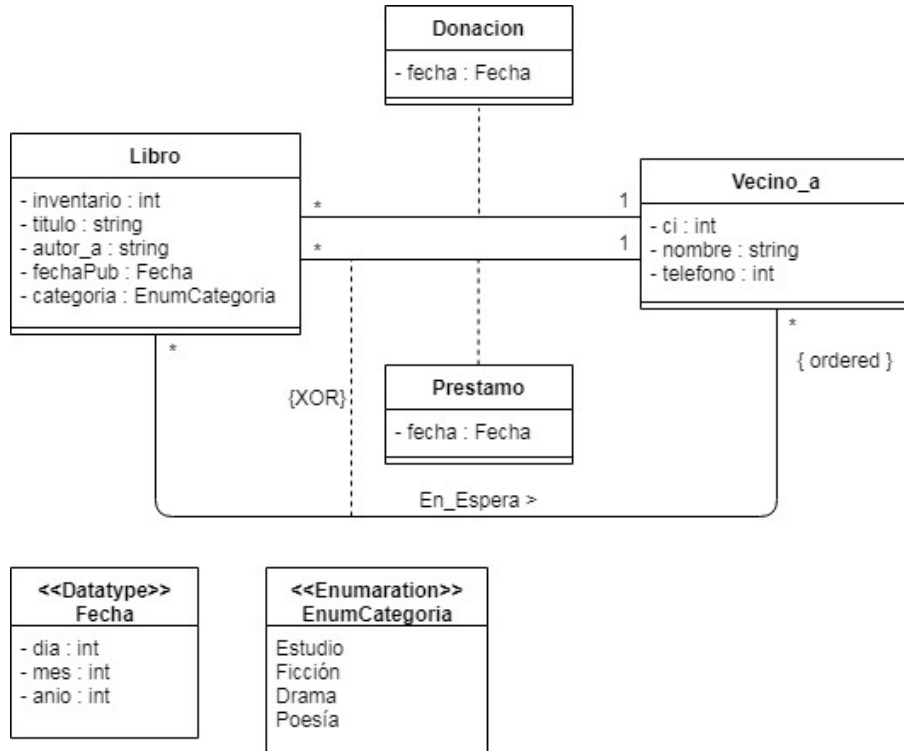 Donacion
- fecha : Fecha
Libro
- inventario : int
- titulo : string
- autor_a : string
- fechaPub : Fecha
- categoria : EnumCategoria
*
1
*
1
Vecino_a
- ci : int
- nombre : string
- telefono : int
*
*
{ ordered }
{XOR}
Prestamo
- fecha : Fecha
En_Espera >
<<Datatype>>
Fecha
- dia : int
- mes : int
- anio : int
<<Enumaration>>
EnumCategoria
Estudio
Ficción
Drama
Poesía